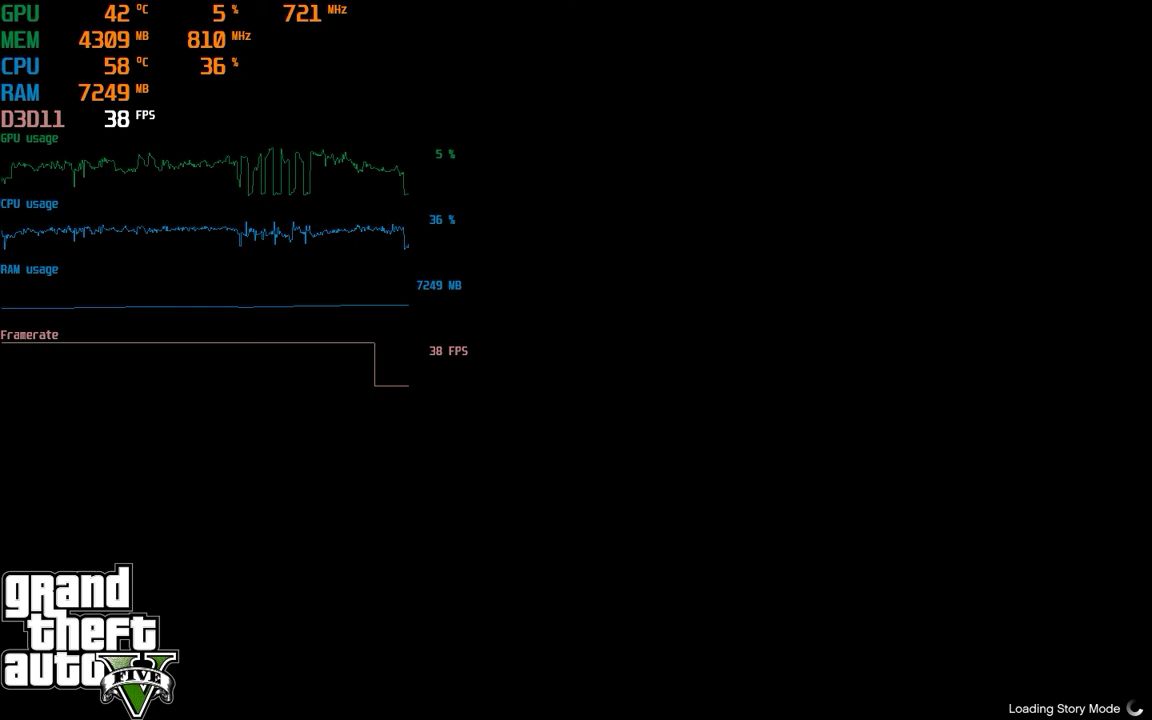 GPU 42 °C 5 % 721 MHz
MEM 4309 MB 810 MHz
CPU 58 °C 36 %
RAM 7249 MB
D3D11 38 FPS
GPU usage
5 %
CPU usage
36 %
RAM usage
7249 MB
Framerate
38 FPS
grand
theft
auto V
FIVE
Loading Story Mode